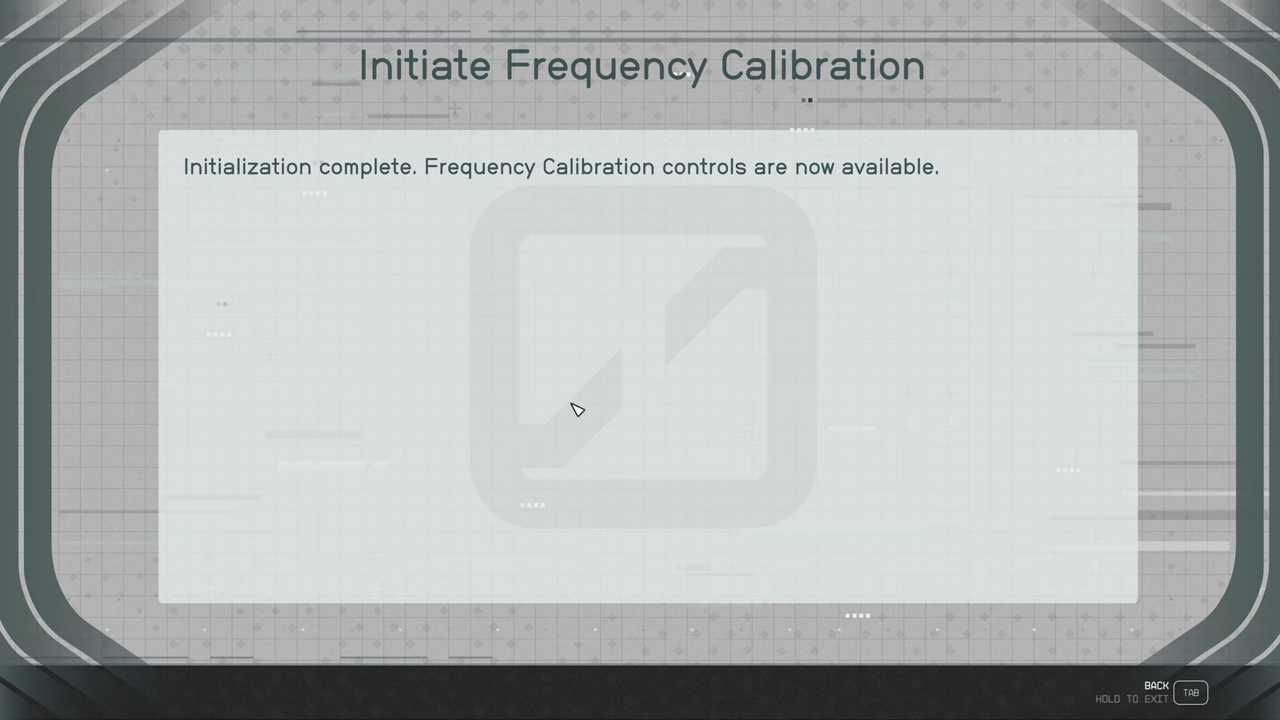 Initiate Frequency Calibration
Initialization complete. Frequency Calibration controls are now available.
BACK
HOLD TO EXIT
TAB